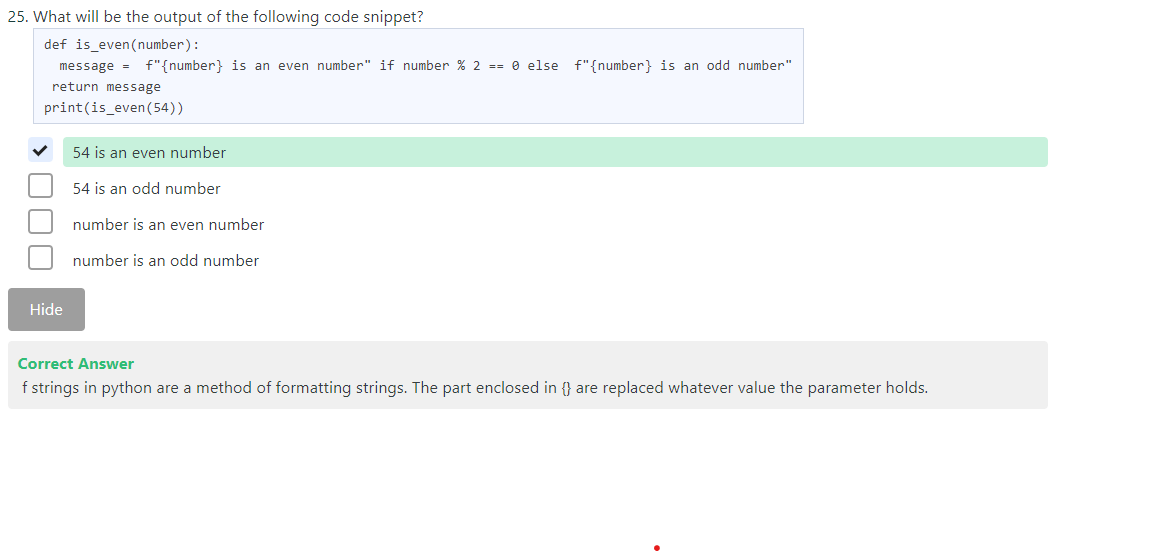 25. What will be the output of the following code snippet?
def is_even(number):
  message =  f"{number} is an even number" if number % 2 == 0 else  f"{number} is an odd number"
 return message
print(is_even(54))
54 is an even number
54 is an odd number
number is an even number
number is an odd number
Hide
Correct Answer
f strings in python are a method of formatting strings. The part enclosed in {} are replaced whatever value the parameter holds.